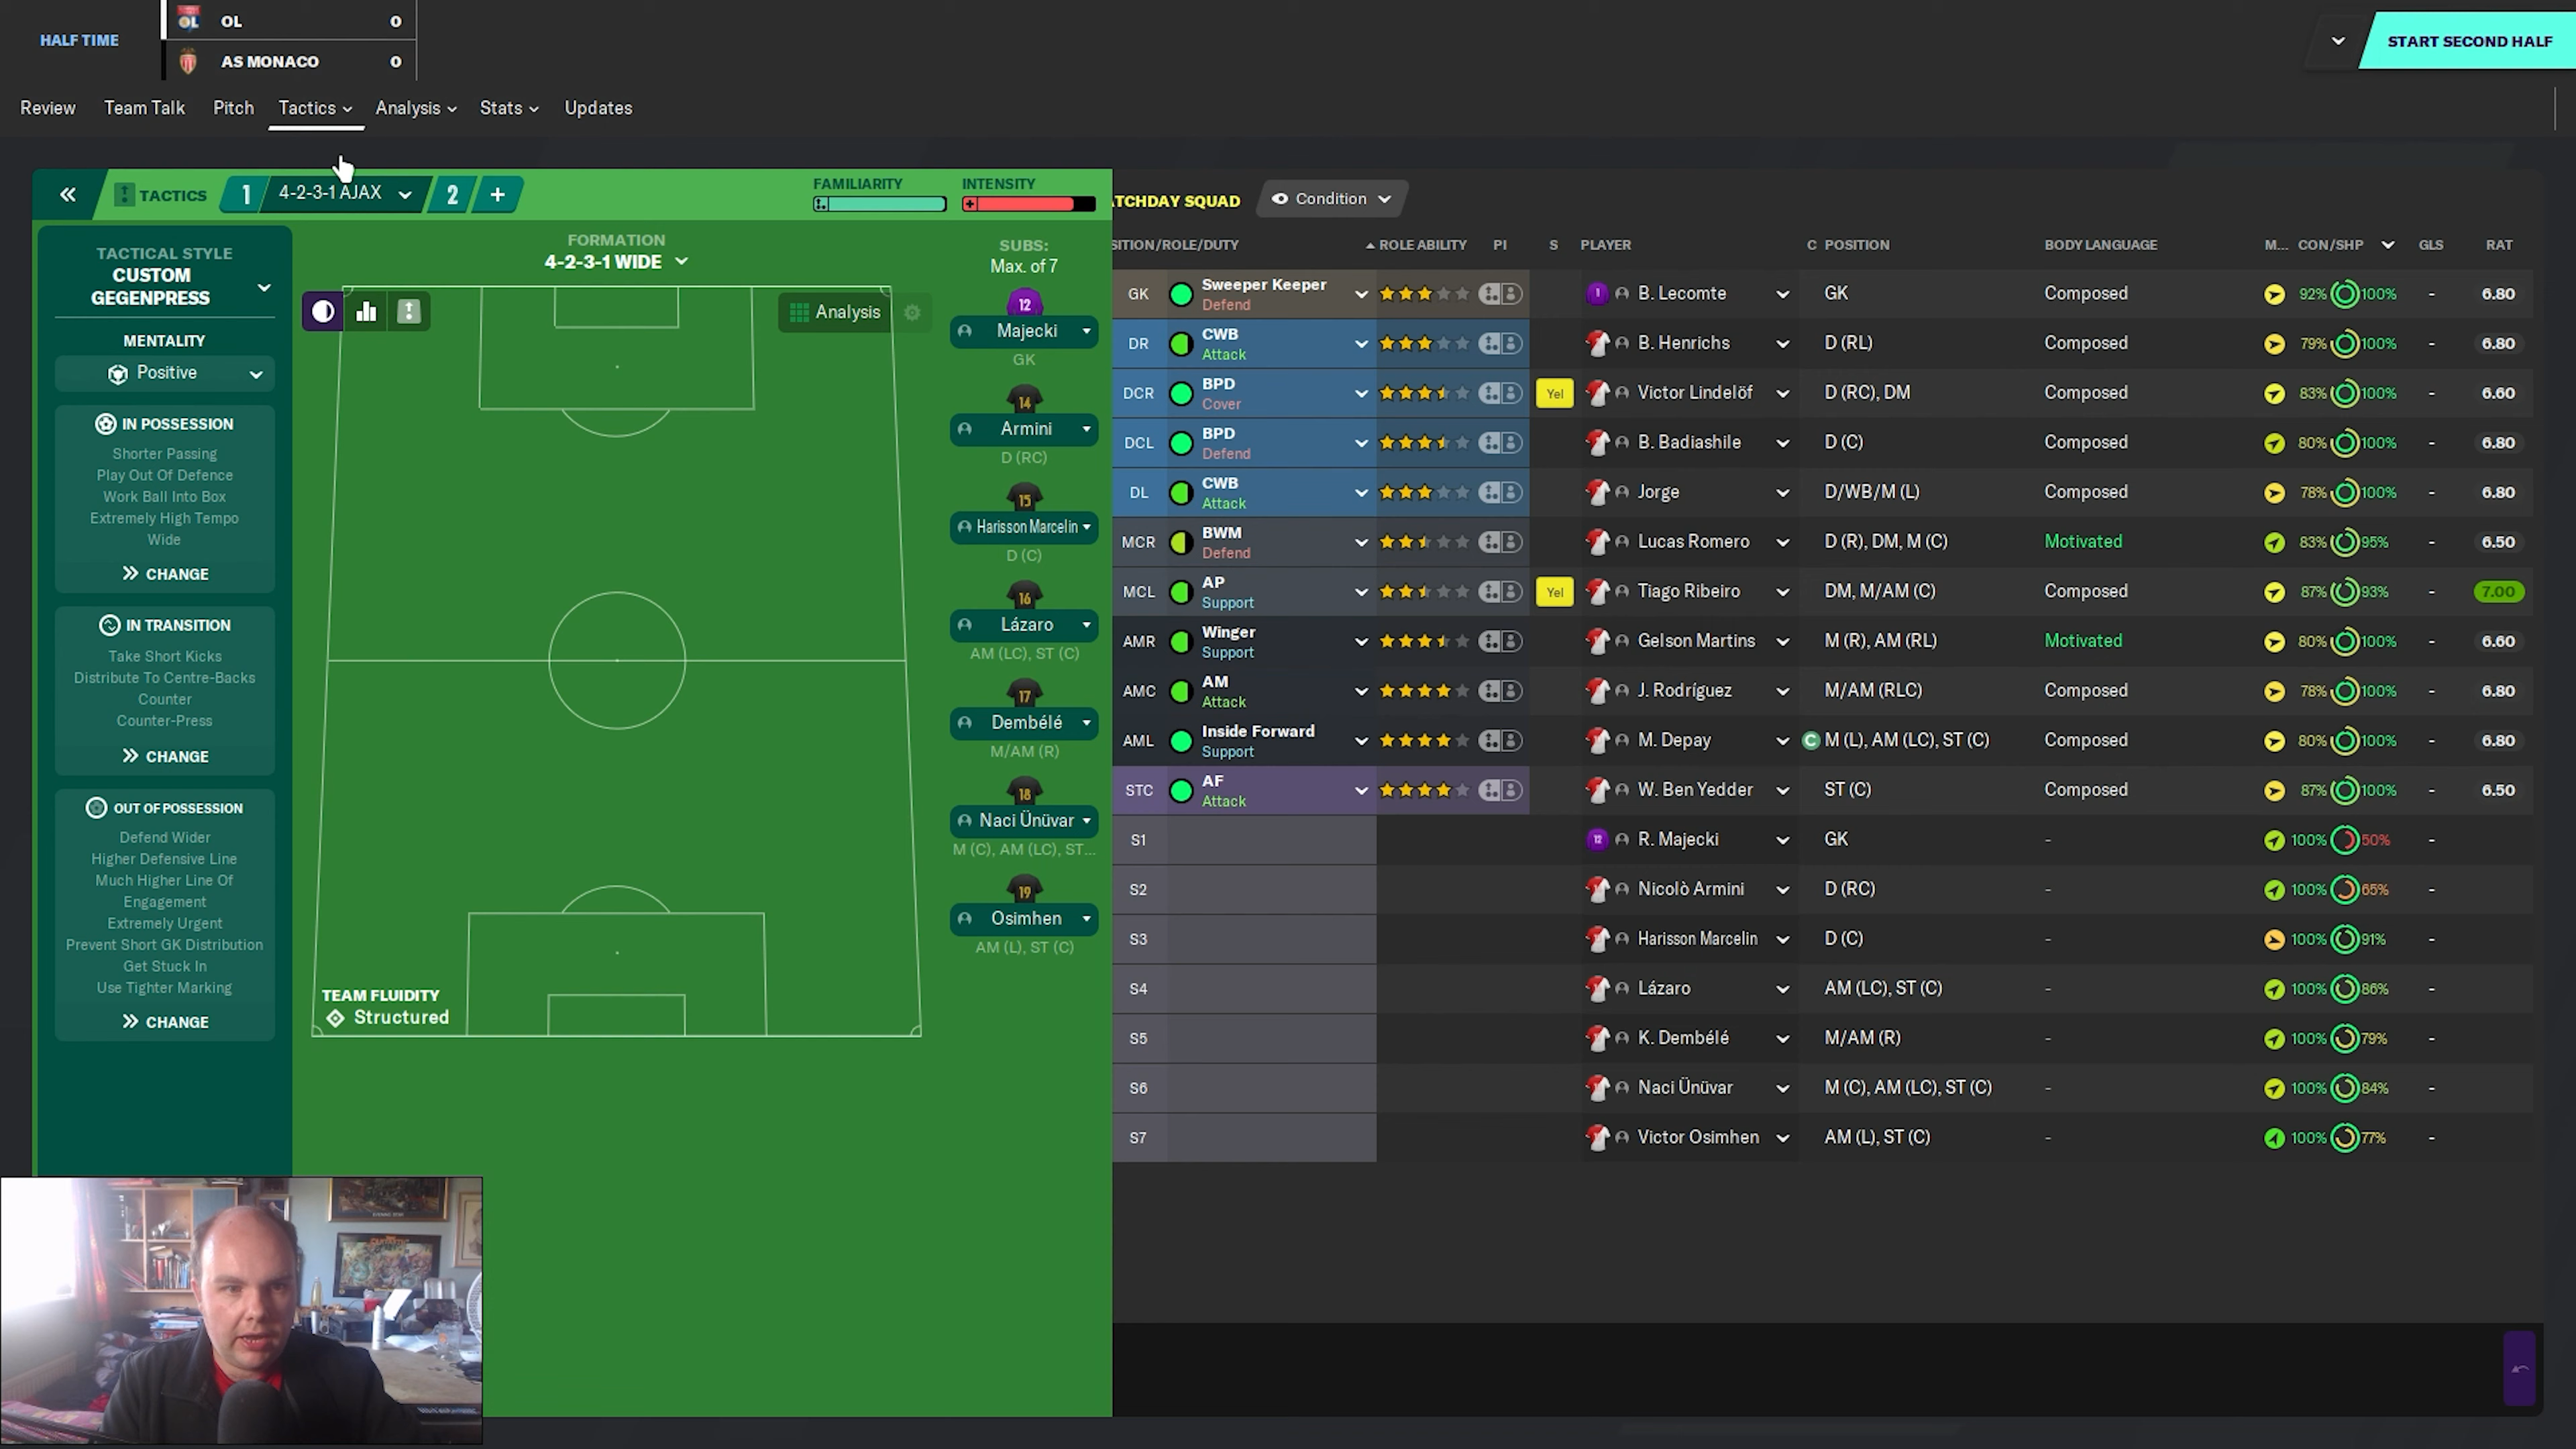 HALF TIME
OL 0
AS MONACO 0
START SECOND HALF
Review Team Talk Pitch Tactics Analysis Stats Updates
TACTICS 1 4-2-3-1 AJAX 2 +
FAMILIARITY INTENSITY
TACTICAL STYLE
CUSTOM
GEGENPRESS
MENTALITY
Positive
IN POSSESSION
Shorter Passing
Play Out Of Defence
Work Ball Into Box
Extremely High Tempo
Wide
CHANGE
IN TRANSITION
Take Short Kicks
Distribute To Centre-Backs
Counter
Counter-Press
CHANGE
OUT OF POSSESSION
Defend Wider
Higher Defensive Line
Much Higher Line Of
Engagement
Extremely Urgent
Prevent Short GK Distribution
Get Stuck In
Use Tighter Marking
CHANGE
FORMATION
4-2-3-1 WIDE
Analysis
TEAM FLUIDITY
Structured
SUBS:
Max. of 7
12
Majecki
GK
14
Armini
D (RC)
15
Harisson Marcelin
D (C)
16
Lázaro
AM (LC), ST (C)
17
Dembélé
M/AM (R)
18
Naci Ünüvar
M (C), AM (LC), ST...
19
Osimhen
AM (L), ST (C)
TCHDAY SQUAD Condition
SITION/ROLE/DUTY ROLE ABILITY PI S PLAYER C POSITION BODY LANGUAGE M... CON/SHP GLS RAT
GK Sweeper Keeper Defend B. Lecomte GK Composed 92% 100% - 6.80
DR CWB Attack B. Henrichs D (RL) Composed 79% 100% - 6.80
DCR BPD Cover Yel Victor Lindelöf D (RC), DM Composed 83% 100% - 6.60
DCL BPD Defend B. Badiashile D (C) Composed 80% 100% - 6.80
DL CWB Attack Jorge D/WB/M (L) Composed 78% 100% - 6.80
MCR BWM Defend Lucas Romero D (R), DM, M (C) Motivated 83% 95% - 6.50
MCL AP Support Yel Tiago Ribeiro DM, M/AM (C) Composed 87% 93% - 7.00
AMR Winger Support Gelson Martins M (R), AM (RL) Motivated 80% 100% - 6.60
AMC AM Attack J. Rodríguez M/AM (RLC) Composed 78% 100% - 6.80
AML Inside Forward Support M. Depay C M (L), AM (LC), ST (C) Composed 80% 100% - 6.80
STC AF Attack W. Ben Yedder ST (C) Composed 87% 100% - 6.50
S1 12 R. Majecki GK - 100% 50% -
S2 Nicolò Armini D (RC) - 100% 65% -
S3 Harisson Marcelin D (C) - 100% 91% -
S4 Lázaro AM (LC), ST (C) - 100% 86% -
S5 K. Dembélé M/AM (R) - 100% 79% -
S6 Naci Ünüvar M (C), AM (LC), ST (C) - 100% 84% -
S7 Victor Osimhen AM (L), ST (C) - 100% 77% -